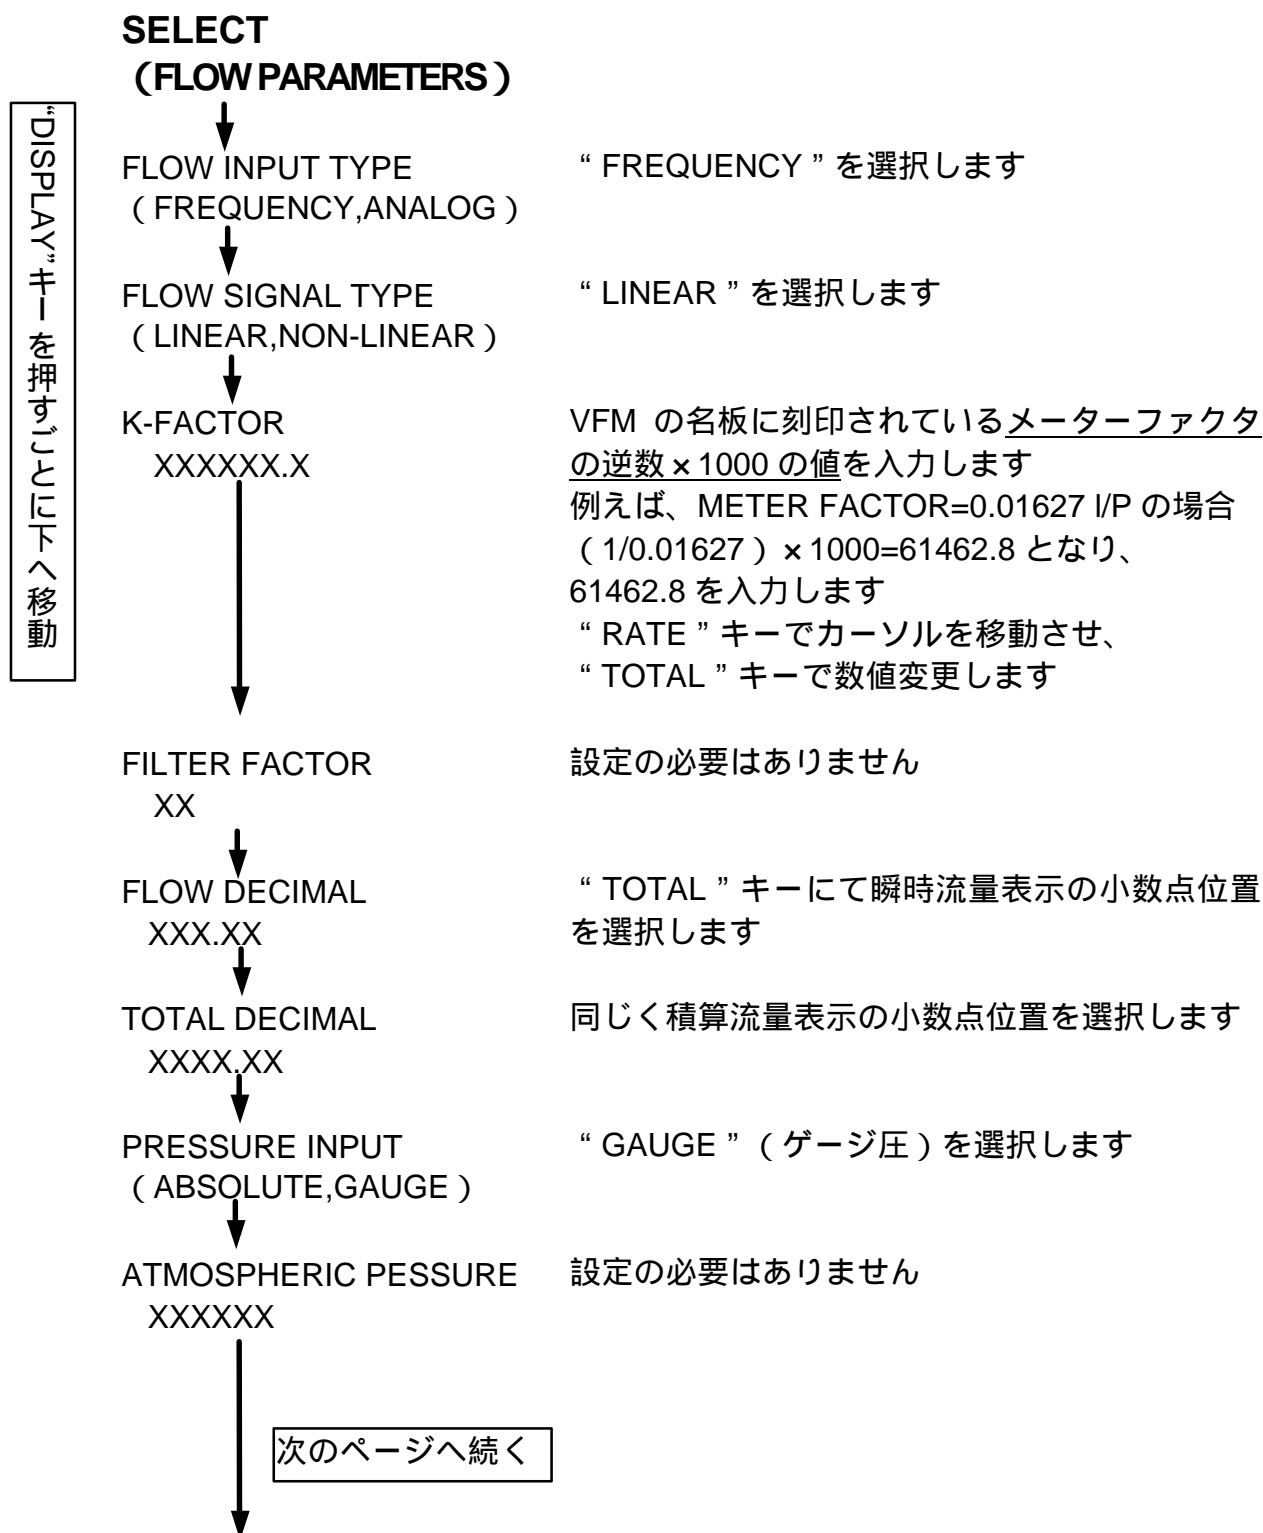 SELECT
（FLOW PARAMETERS）
"DISPLAY"キーを押すごとに下へ移動
FLOW INPUT TYPE
（FREQUENCY,ANALOG）
“ FREQUENCY ” を選択します
FLOW SIGNAL TYPE
（LINEAR,NON-LINEAR）
“ LINEAR ” を選択します
K-FACTOR
XXXXXX.X
VFM の名板に刻印されているメーターファクタ
の逆数×1000 の値を入力します
例えば、METER FACTOR=0.01627 l/P の場合
（1/0.01627）×1000=61462.8 となり、
61462.8 を入力します
“ RATE ” キーでカーソルを移動させ、
“ TOTAL ” キーで数値変更します
FILTER FACTOR
XX
設定の必要はありません
FLOW DECIMAL
XXX.XX
“ TOTAL ” キーにて瞬時流量表示の小数点位置
を選択します
TOTAL DECIMAL
XXXX.XX
同じく積算流量表示の小数点位置を選択します
PRESSURE INPUT
（ABSOLUTE,GAUGE）
“ GAUGE ” （ゲージ圧）を選択します
ATMOSPHERIC PESSURE
XXXXXX
設定の必要はありません
次のページへ続く